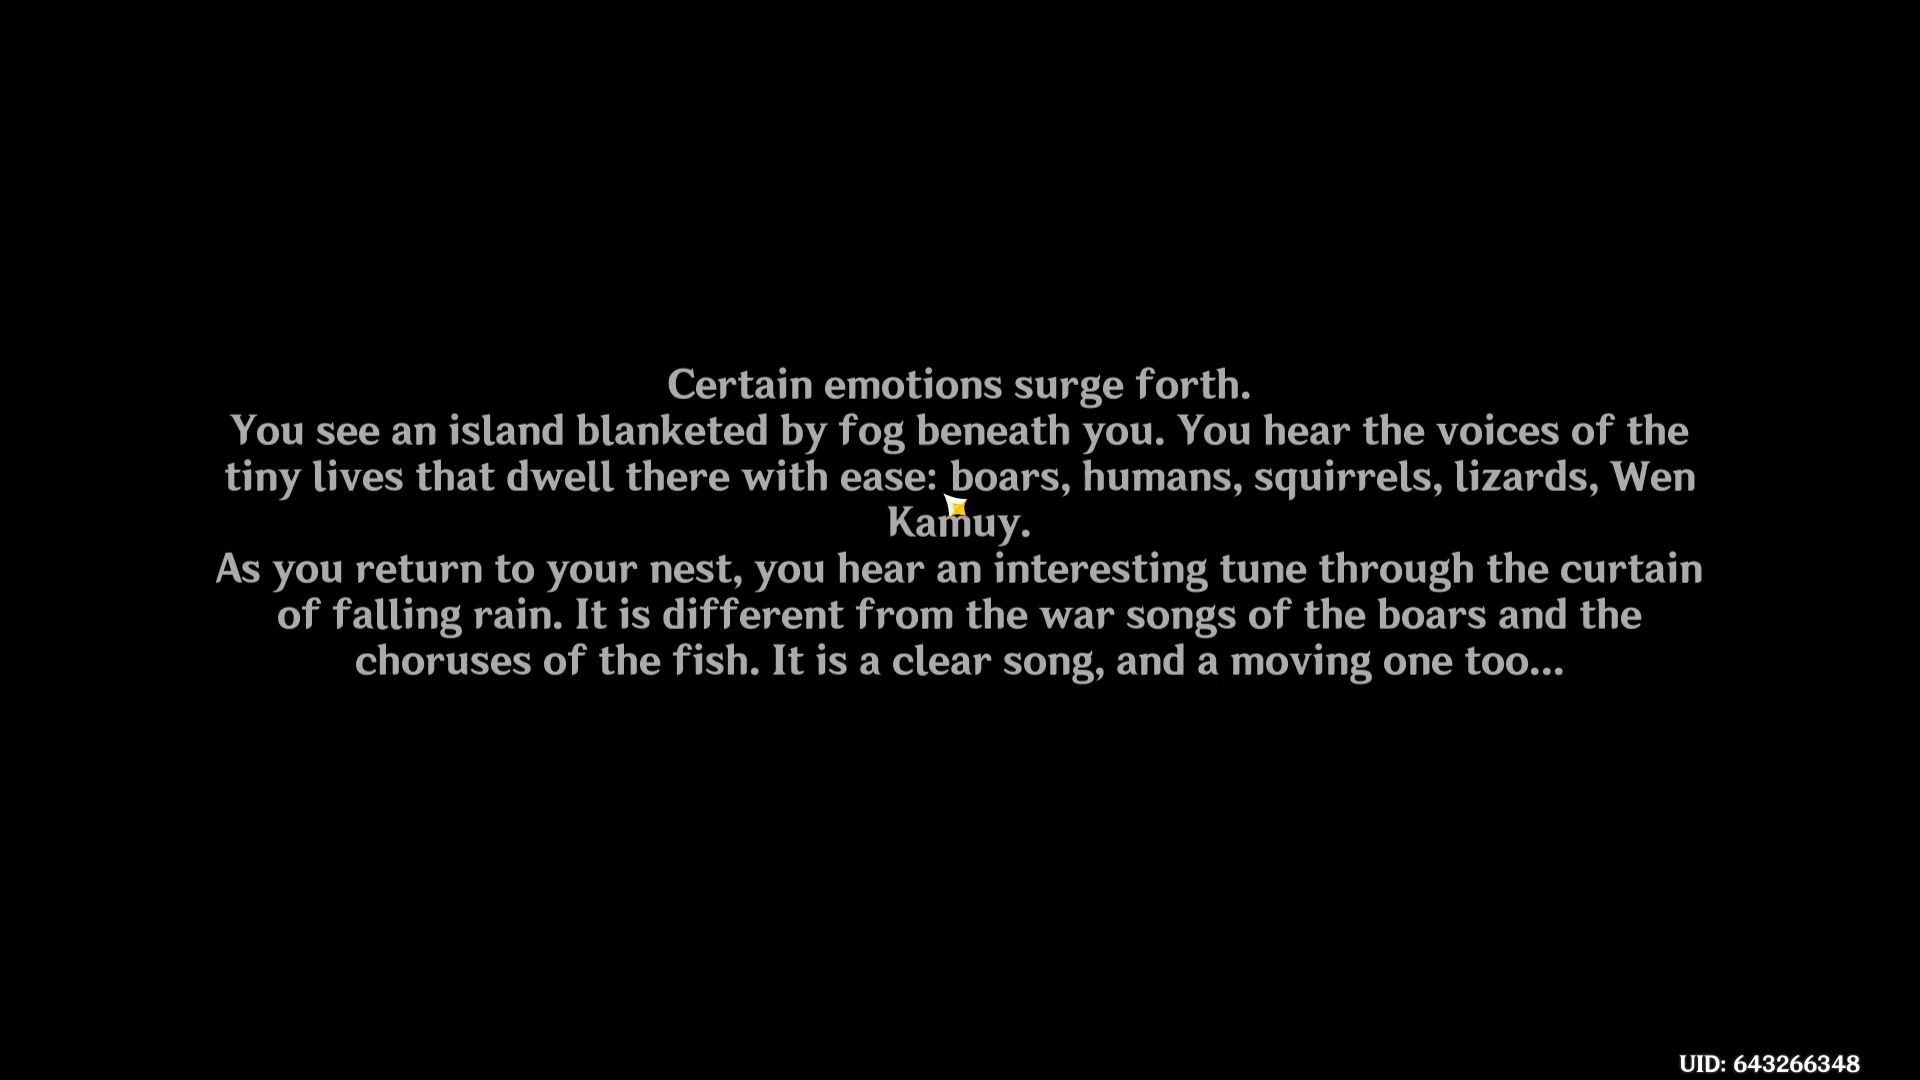 Certain emotions surge forth.
You see an island blanketed by fog beneath you. You hear the voices of the
tiny lives that dwell there with ease: boars, humans, squirrels, lizards, Wen
Kamuy.
As you return to your nest, you hear an interesting tune through the curtain
of falling rain. It is different from the war songs of the boars and the
choruses of the fish. It is a clear song, and a moving one too...
UID: 643266348